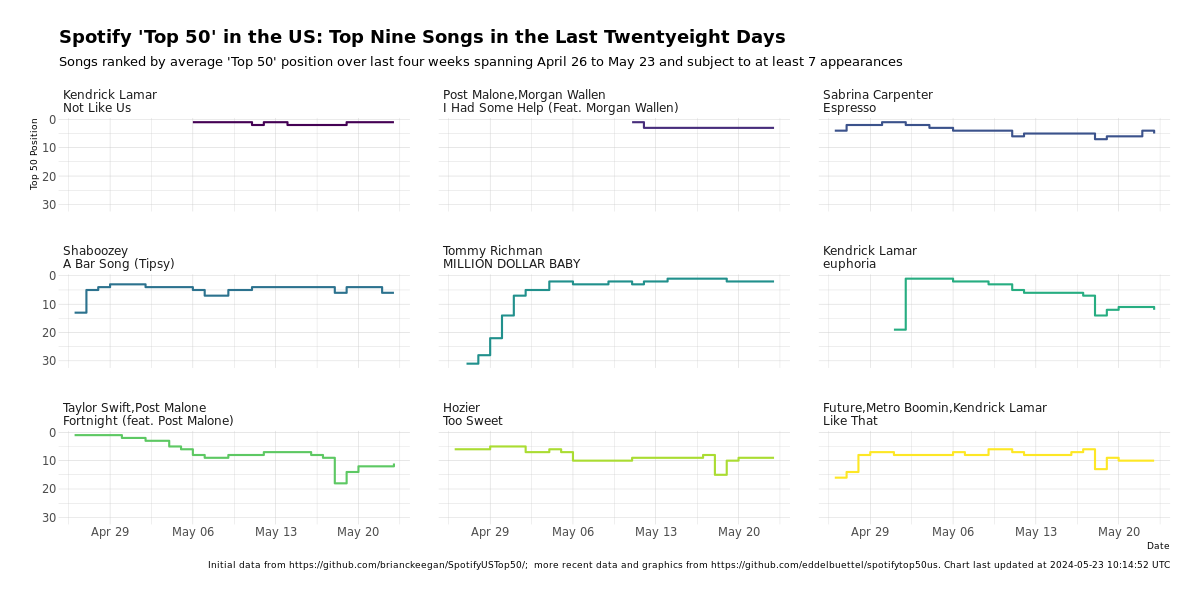 Spotify 'Top 50' in the US: Top Nine Songs in the Last Twentyeight Days
Songs ranked by average 'Top 50' position over last four weeks spanning April 26 to May 23 and subject to at least 7 appearances
Kendrick Lamar
Not Like Us
Post Malone,Morgan Wallen
I Had Some Help (Feat. Morgan Wallen)
Sabrina Carpenter
Espresso
Top 50 Position
0
10
20
30
Shaboozey
A Bar Song (Tipsy)
Tommy Richman
MILLION DOLLAR BABY
Kendrick Lamar
euphoria
0
10
20
30
Taylor Swift,Post Malone
Fortnight (feat. Post Malone)
Hozier
Too Sweet
Future,Metro Boomin,Kendrick Lamar
Like That
0
10
20
30
Apr 29 May 06 May 13 May 20
Apr 29 May 06 May 13 May 20
Apr 29 May 06 May 13 May 20
Date
Initial data from https://github.com/brianckeegan/SpotifyUSTop50/; more recent data and graphics from https://github.com/eddelbuettel/spotifytop50us. Chart last updated at 2024-05-23 10:14:52 UTC